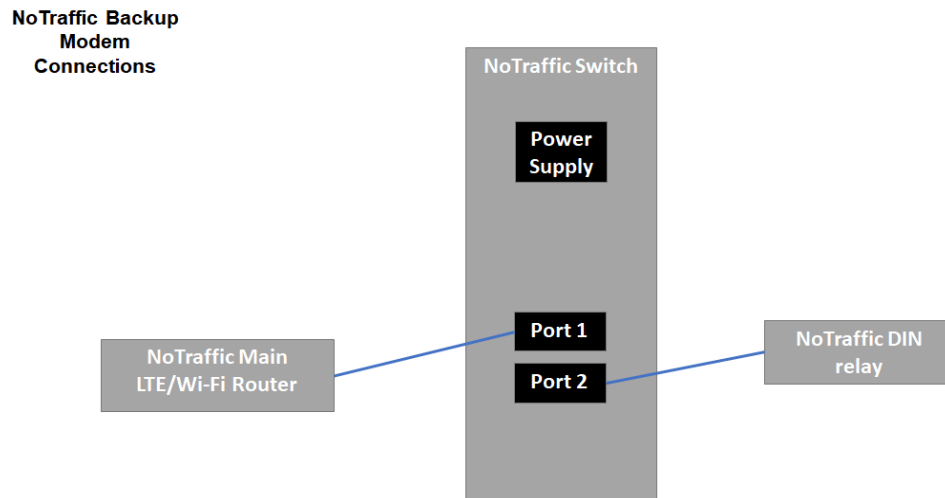 NoTraffic Backup
Modem
Connections
NoTraffic Switch
Power
Supply
Port 1
NoTraffic Main
LTE/Wi-Fi Router
Port 2
NoTraffic DIN
relay